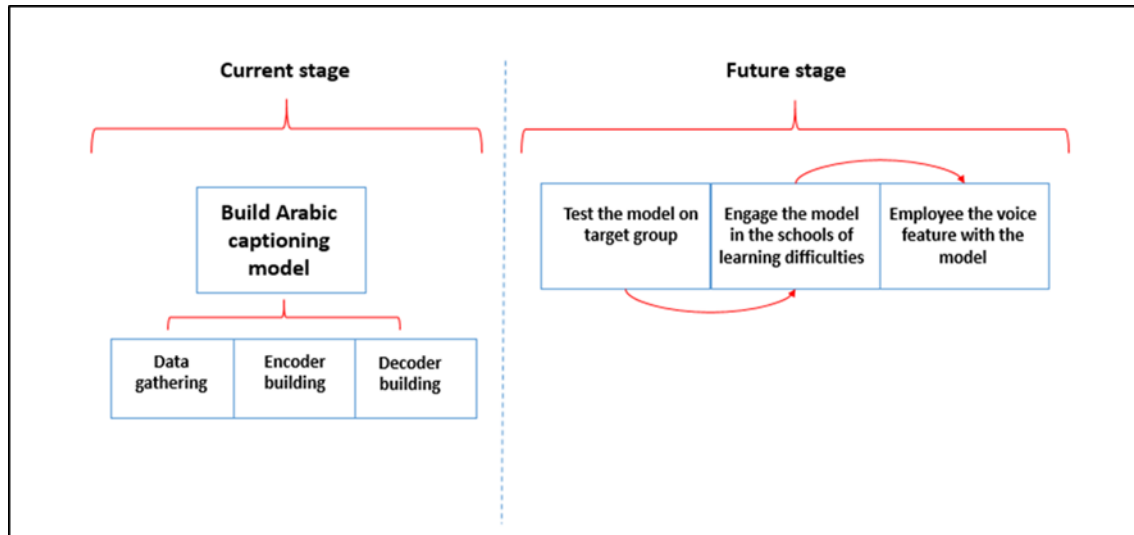 Current stage
Future stage
Build Arabic
captioning
model
Data
gathering
Encoder
building
Decoder
building
Test the model on
target group
Engage the model
in the schools of
learning difficulties
Employee the voice
feature with the
model